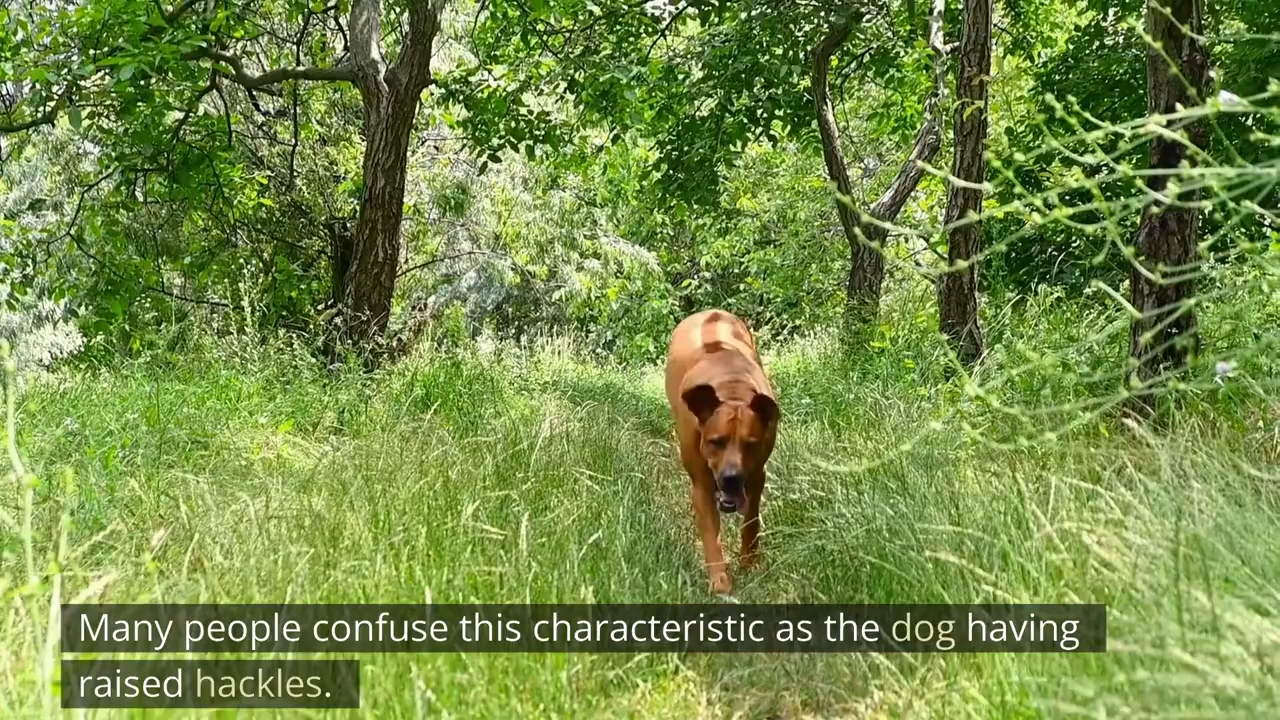 Many people confuse this characteristic as the dog having
raised hackles.